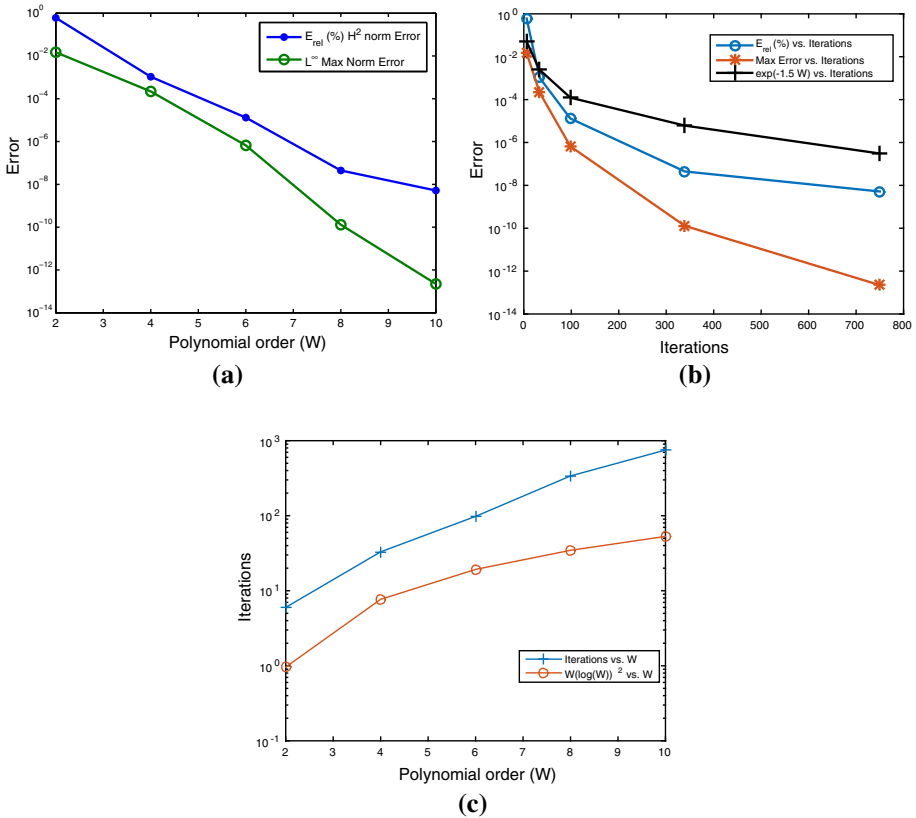 10^0
10^-2
10^-4
10^-6
10^-8
10^-10
10^-12
10^-14
Error
2 3 4 5 6 7 8 9 10
Polynomial order (W)
E_rel (%) H^2 norm Error
L^∞ Max Norm Error
(a)
10^0
10^-2
10^-4
10^-6
10^-8
10^-10
10^-12
10^-14
Error
0 100 200 300 400 500 600 700 800
Iterations
E_rel (%) vs. Iterations
Max Error vs. Iterations
exp(-1.5 W) vs. Iterations
(b)
10^3
10^2
10^1
10^0
10^-1
Iterations
2 3 4 5 6 7 8 9 10
Polynomial order (W)
Iterations vs. W
W(log(W)) ^2 vs. W
(c)